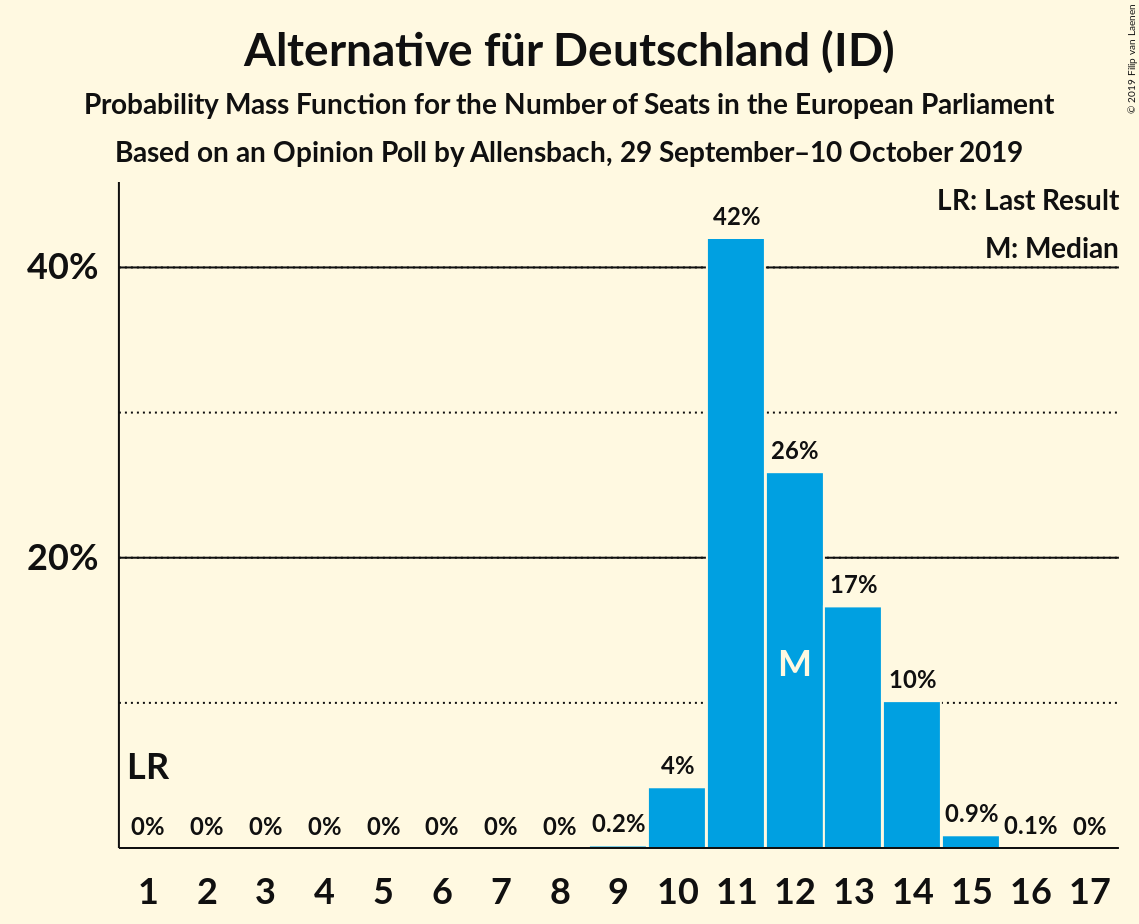 Alternative für Deutschland (ID)
Probability Mass Function for the Number of Seats in the European Parliament
Based on an Opinion Poll by Allensbach, 29 September–10 October 2019
© 2019 Filip van Laenen
LR: Last Result
M: Median
42%
40%
26%
20%
17%
M
10%
LR
4%
0% 0% 0% 0% 0% 0% 0% 0% 0.2% 0.9% 0.1% 0%
1 2 3 4 5 6 7 8 9 10 11 12 13 14 15 16 17